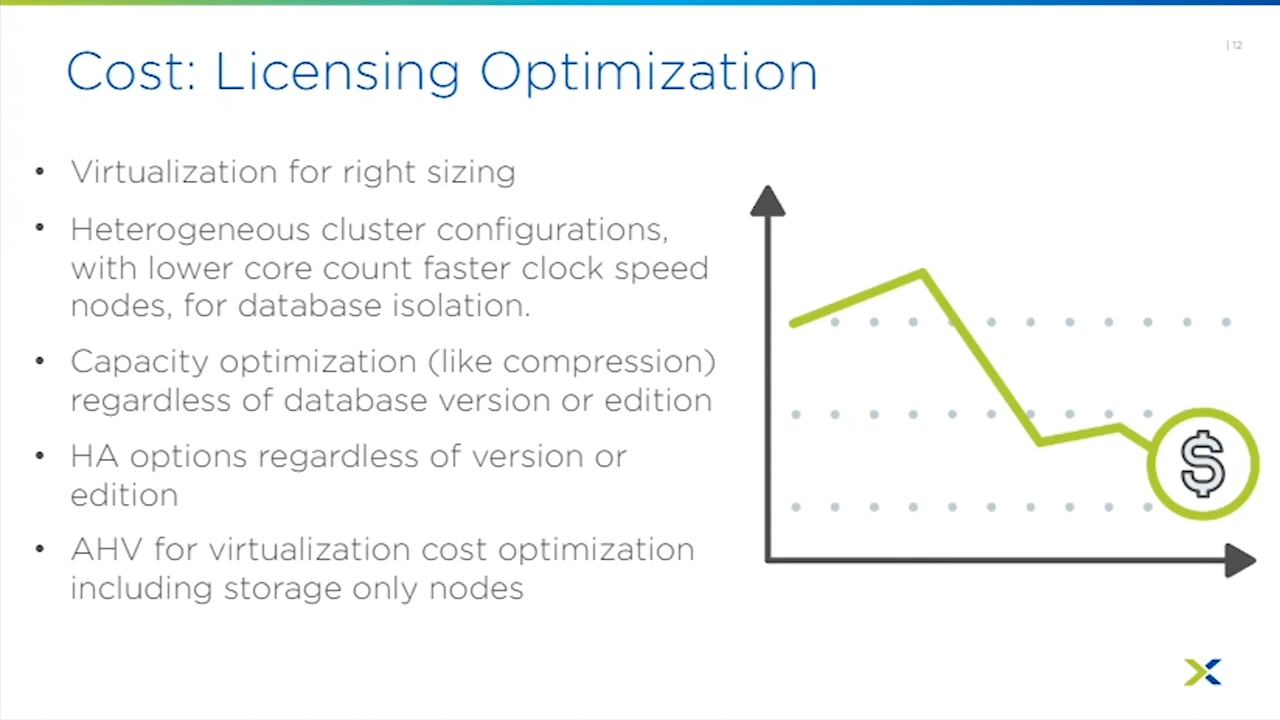 | 12
Cost: Licensing Optimization
• Virtualization for right sizing
• Heterogeneous cluster configurations,
with lower core count faster clock speed
nodes, for database isolation.
• Capacity optimization (like compression)
regardless of database version or edition
• HA options regardless of version or
edition
• AHV for virtualization cost optimization
including storage only nodes
$